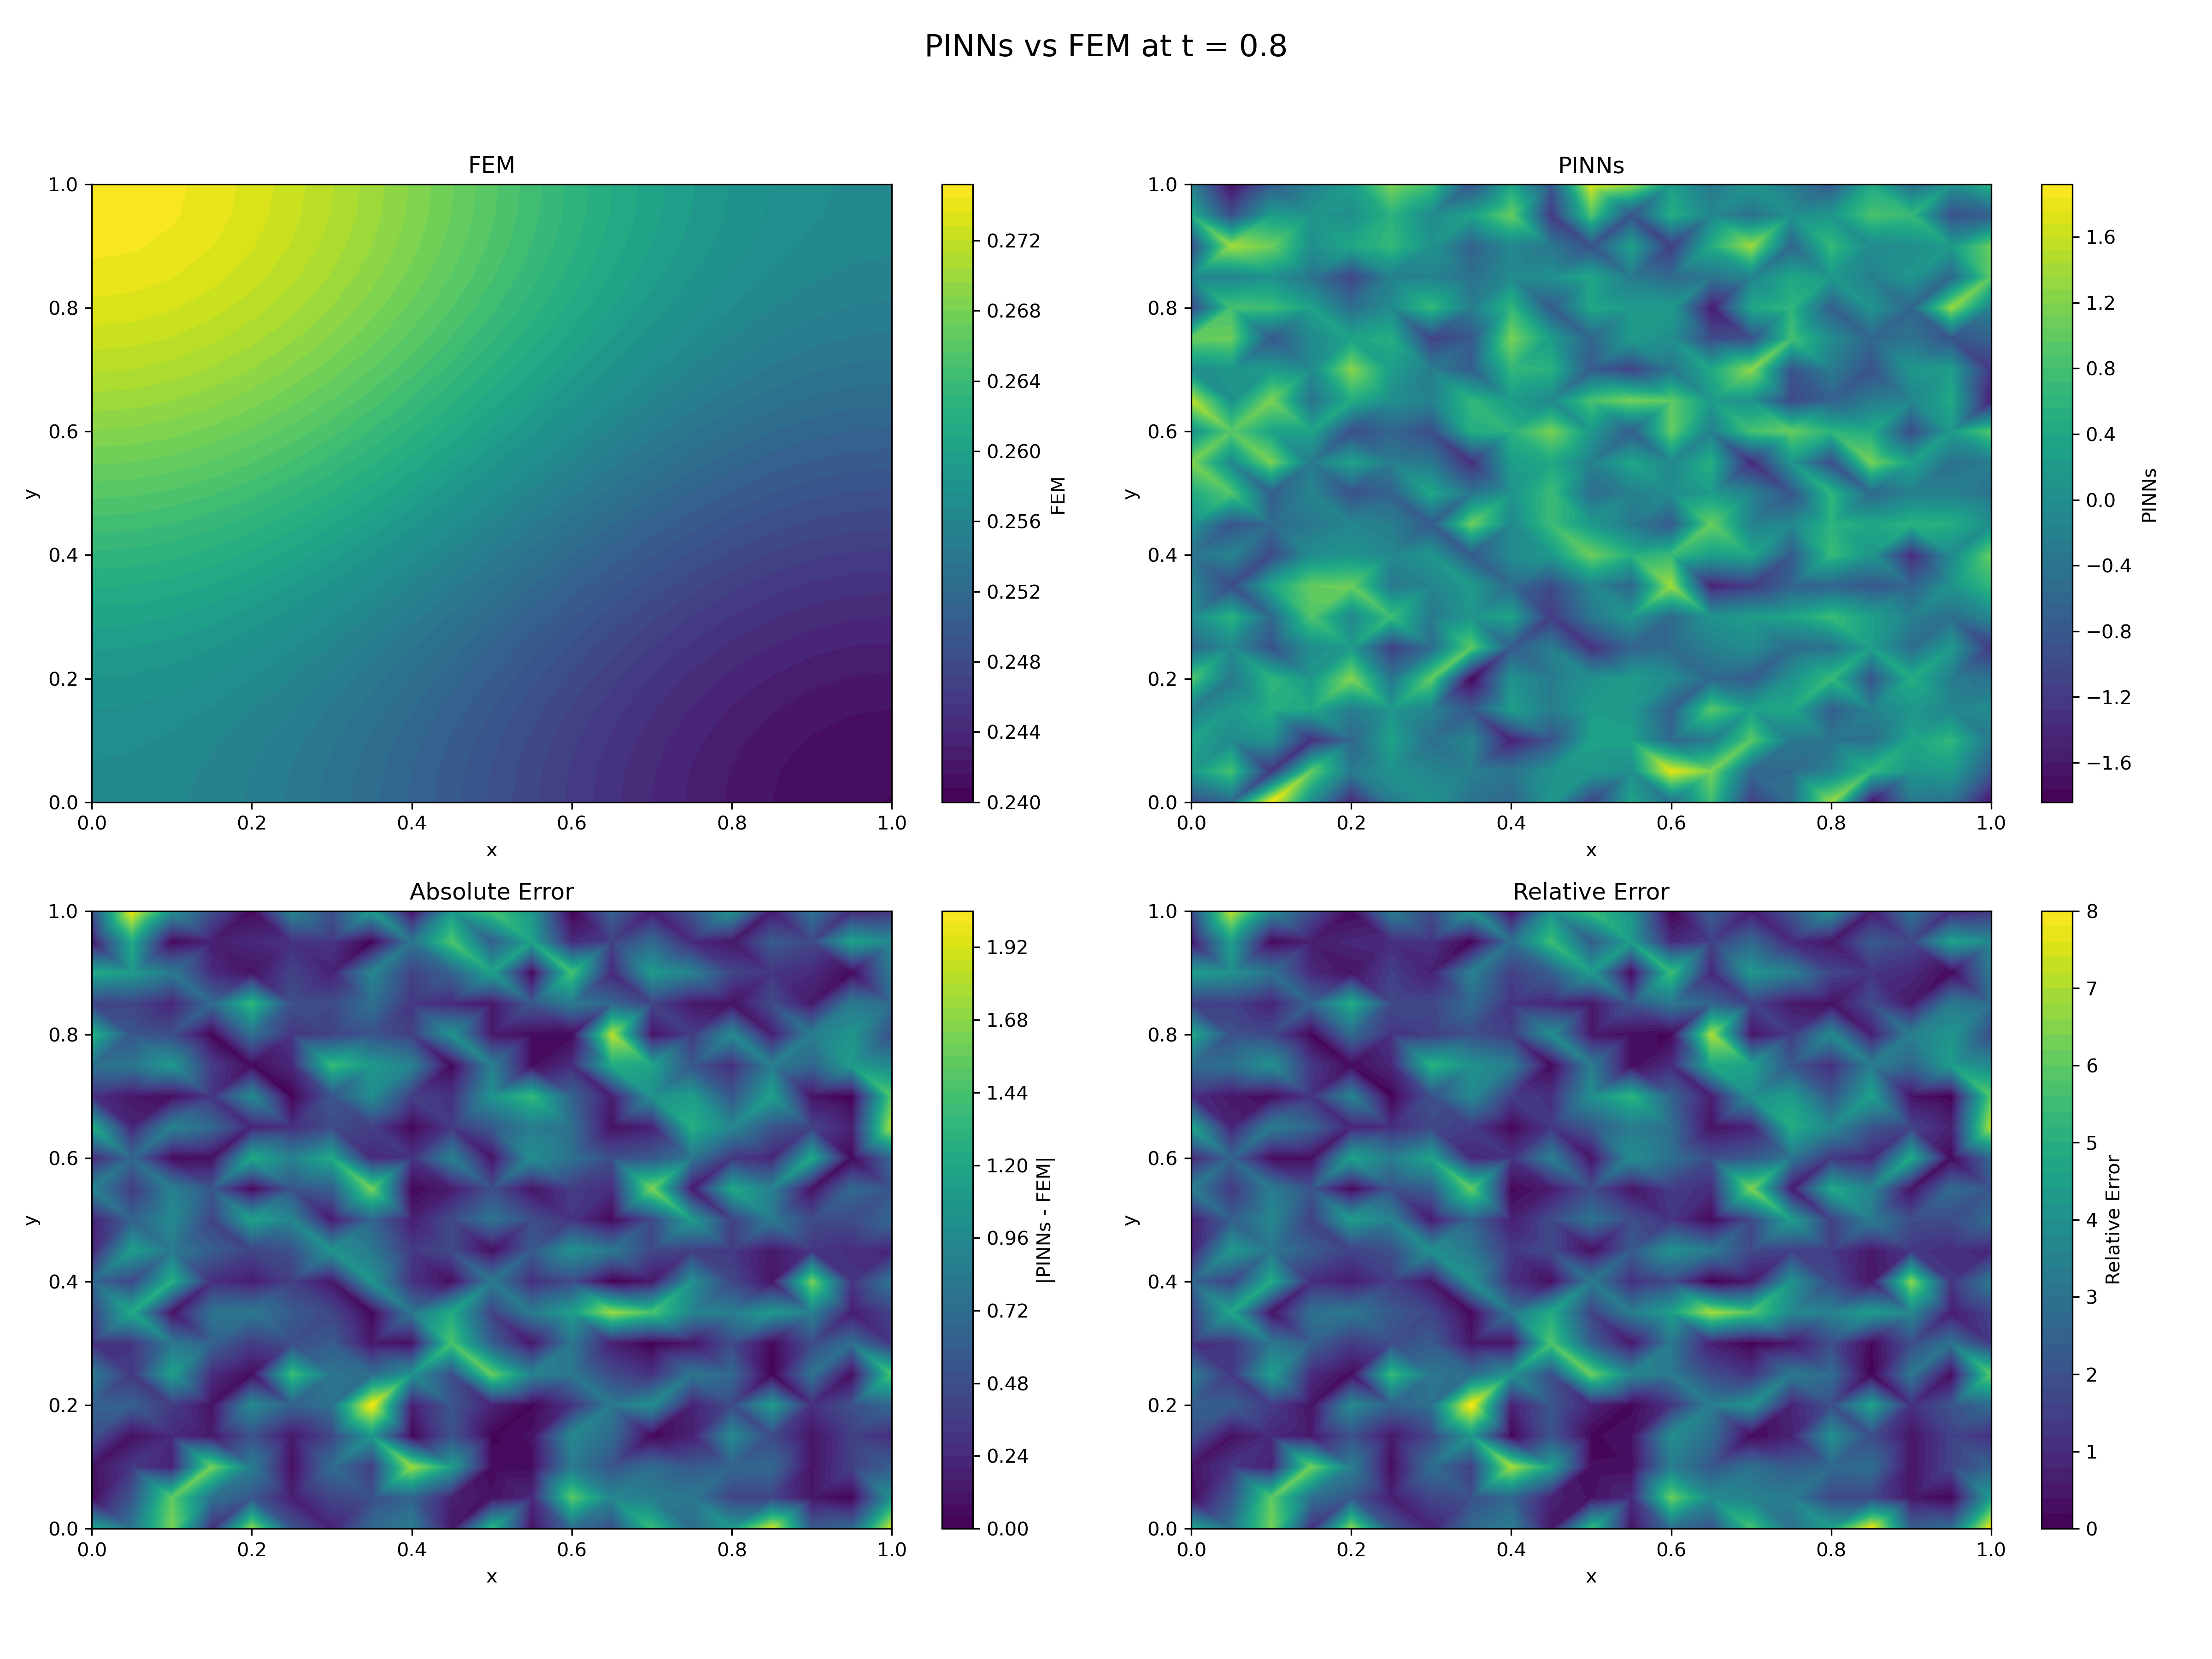 PINNs vs FEM at t = 0.8
FEM
1.0
0.8
0.6
0.4
0.2
0.0
y
0.0 0.2 0.4 0.6 0.8 1.0
x
0.272
0.268
0.264
0.260
0.256
0.252
0.248
0.244
0.240
FEM
PINNs
1.0
0.8
0.6
0.4
0.2
0.0
y
0.0 0.2 0.4 0.6 0.8 1.0
x
1.6
1.2
0.8
0.4
0.0
−0.4
−0.8
−1.2
−1.6
PINNs
Absolute Error
1.0
0.8
0.6
0.4
0.2
0.0
y
0.0 0.2 0.4 0.6 0.8 1.0
x
1.92
1.68
1.44
1.20
0.96
0.72
0.48
0.24
0.00
|PINNs - FEM|
Relative Error
1.0
0.8
0.6
0.4
0.2
0.0
y
0.0 0.2 0.4 0.6 0.8 1.0
x
8
7
6
5
4
3
2
1
0
Relative Error